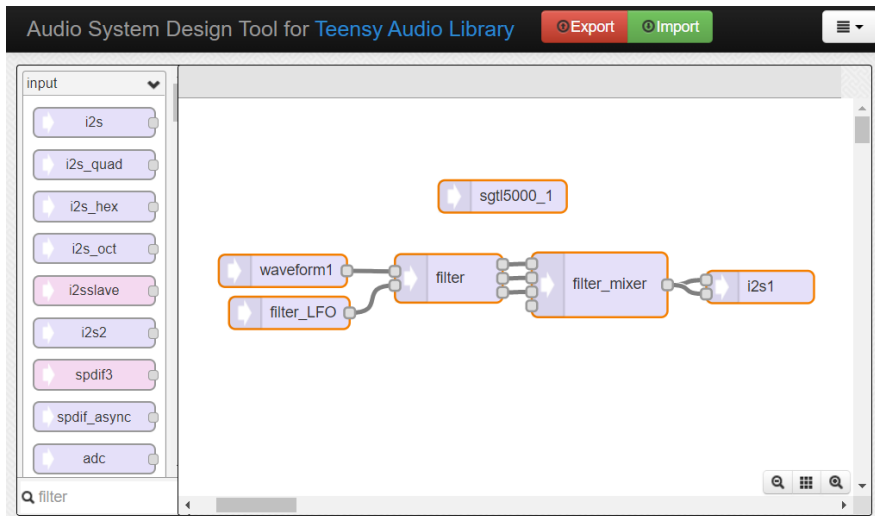 Audio System Design Tool for Teensy Audio Library
Export
Import
input
i2s
i2s_quad
i2s_hex
i2s_oct
i2sslave
i2s2
spdif3
spdif_async
adc
filter
sgtl5000_1
waveform1
filter_LFO
filter
filter_mixer
i2s1